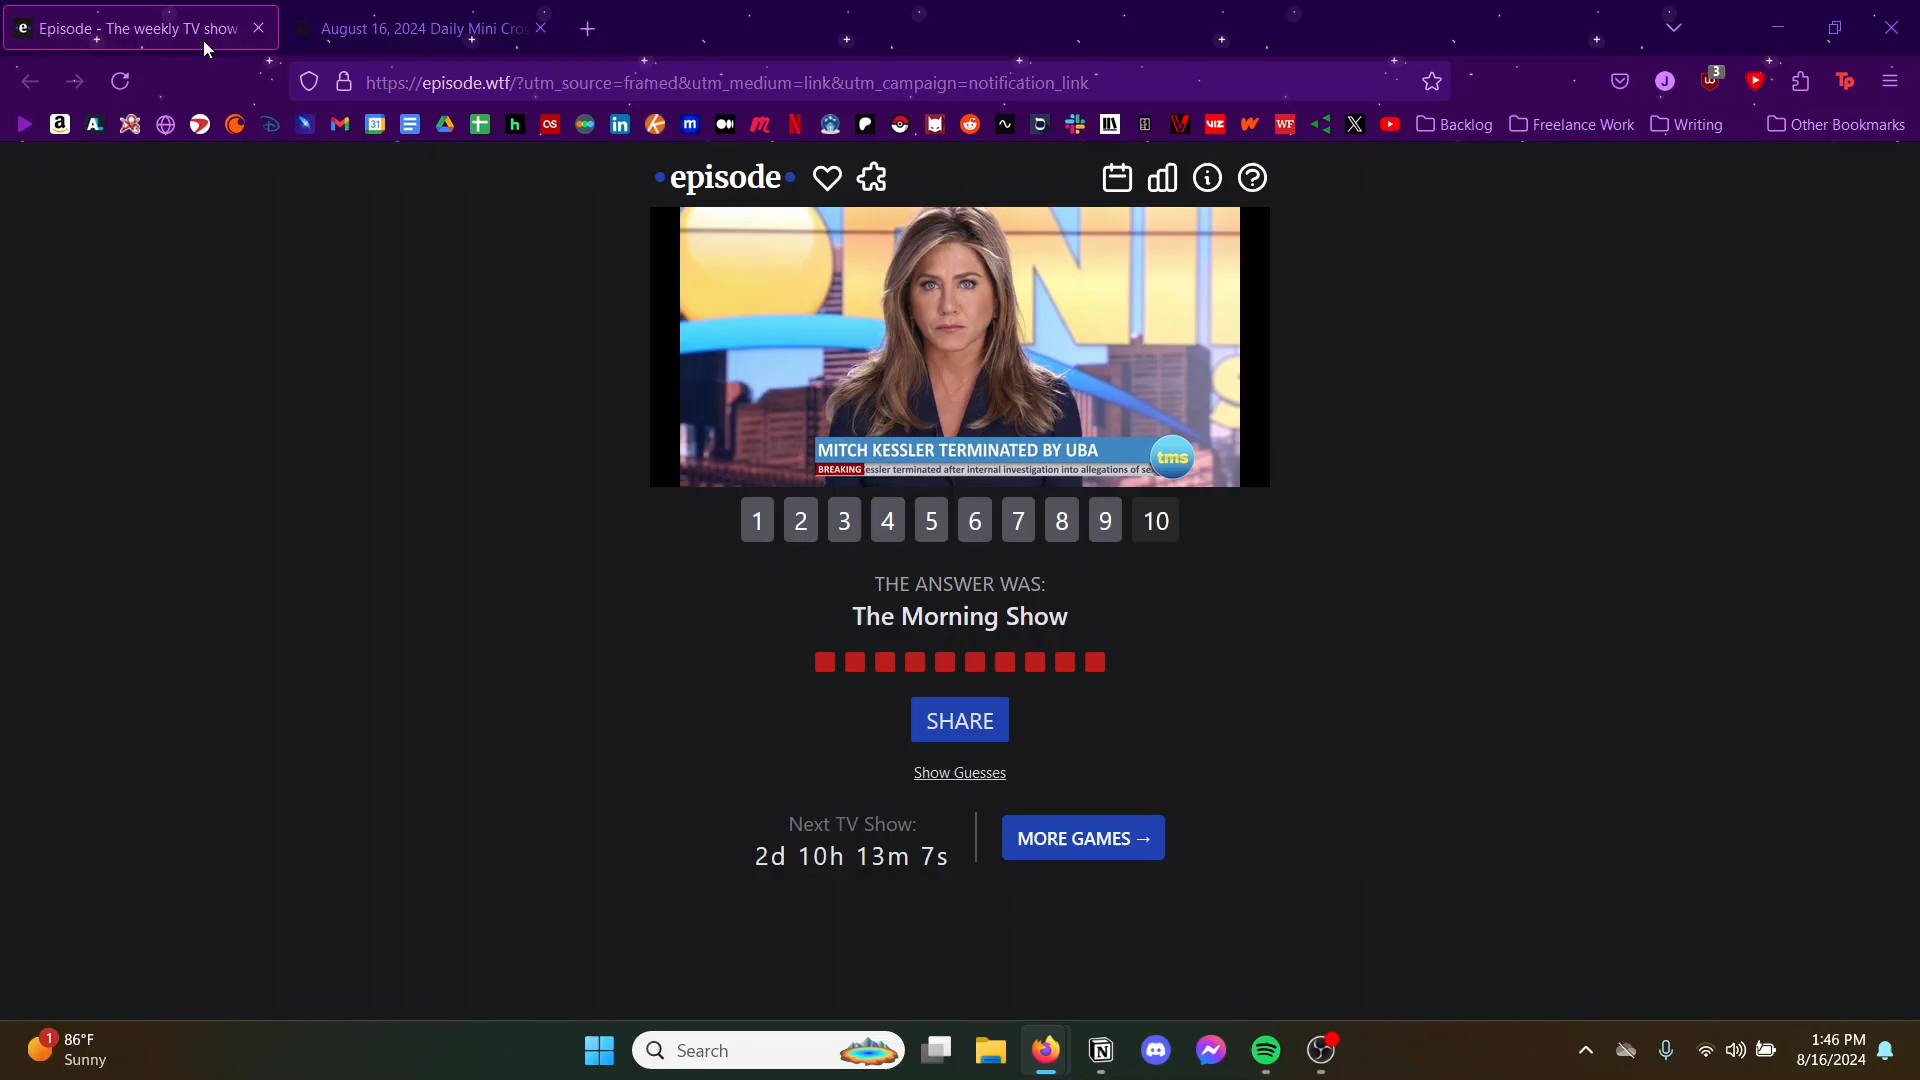 Episode - The weekly TV show
August 16, 2024 Daily Mini Cros
https://episode.wtf/?utm_source=framed&utm_medium=link&utm_campaign=notification_link
3
Backlog
Freelance Work
Writing
Other Bookmarks
episode
MITCH KESSLER TERMINATED BY UBA
tms
BREAKING essler terminated after internal investigation into allegations of se
1 2 3 4 5 6 7 8 9 10
THE ANSWER WAS:
The Morning Show
SHARE
Show Guesses
Next TV Show:
2d 10h 13m 7s
MORE GAMES →
1
86°F
Sunny
Search
1:46 PM
8/16/2024